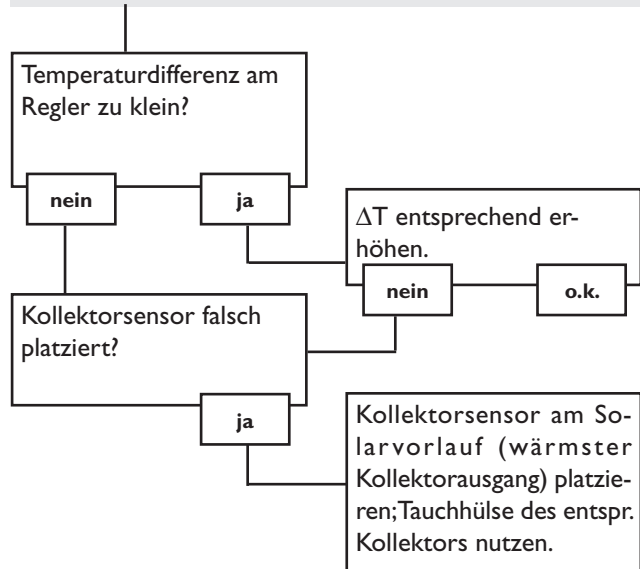 Temperaturdifferenz am
Regler zu klein?
nein
ja
ΔT entsprechend er-
höhen.
nein
o.k.
Kollektorsensor falsch
platziert?
ja
Kollektorsensor am So-
larvorlauf (wärmster
Kollektorausgang) platzie-
ren;Tauchhülse des entspr.
Kollektors nutzen.